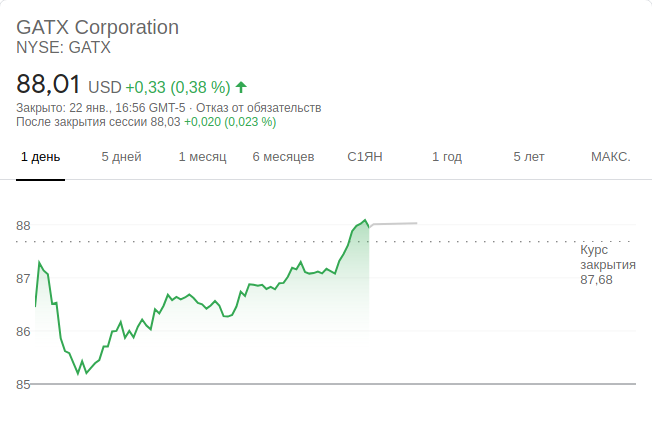 GATX Corporation
NYSE: GATX
88,01 USD +0,33 (0,38 %)
Закрыто: 22 янв., 16:56 GMT-5 · Отказ от обязательств
После закрытия сессии 88,03 +0,020 (0,023 %)
1 день 5 дней 1 месяц 6 месяцев С1ЯН 1 год 5 лет МАКС.
88
Курс
закрытия
87,68
87
86
85